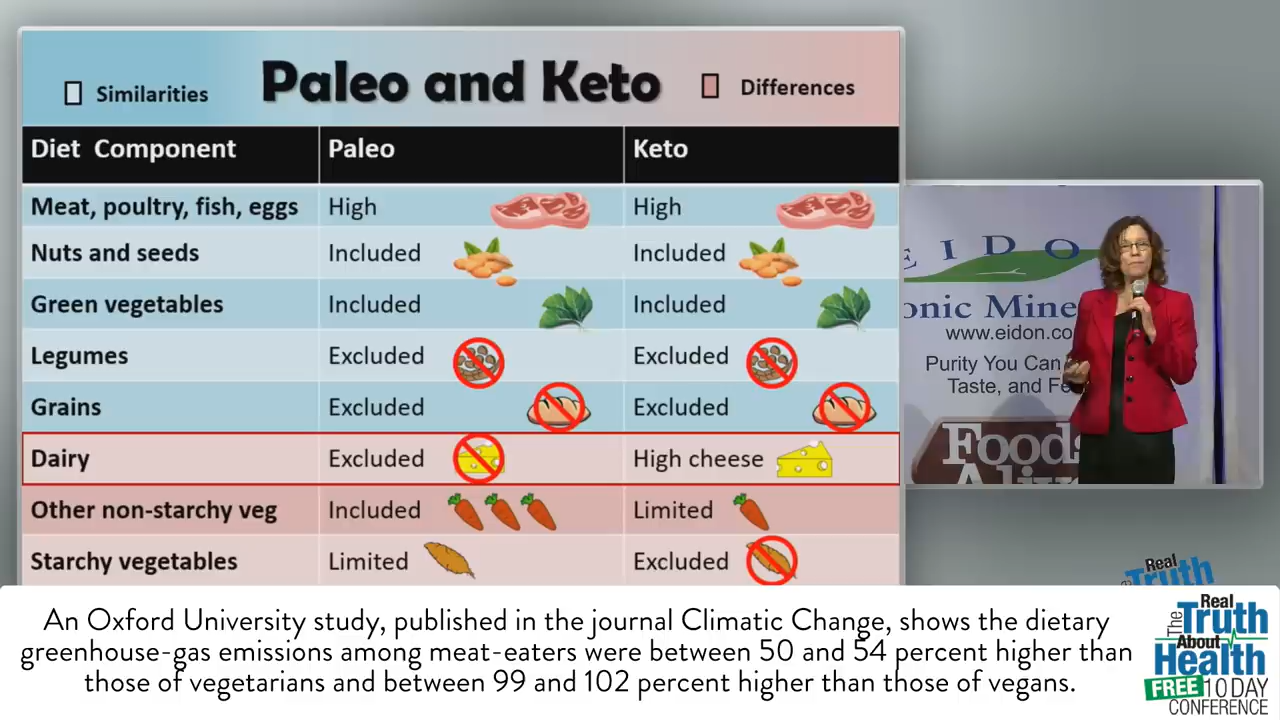 Similarities
Paleo and Keto
Differences
Diet Component Paleo Keto
Meat, poultry, fish, eggs High High
Nuts and seeds Included Included
Green vegetables Included Included
Legumes Excluded Excluded
Grains Excluded Excluded
Dairy Excluded High cheese
Other non-starchy veg Included Limited
Starchy vegetables Limited Excluded
EIDO
onic Mine
www.eidon.co
Purity You Can
Taste, and Fe
Foods
Alive
Real
Truth
An Oxford University study, published in the journal Climatic Change, shows the dietary
greenhouse-gas emissions among meat-eaters were between 50 and 54 percent higher than
those of vegetarians and between 99 and 102 percent higher than those of vegans.
The Real
Truth
About
Health
FREE 10 DAY
CONFERENCE